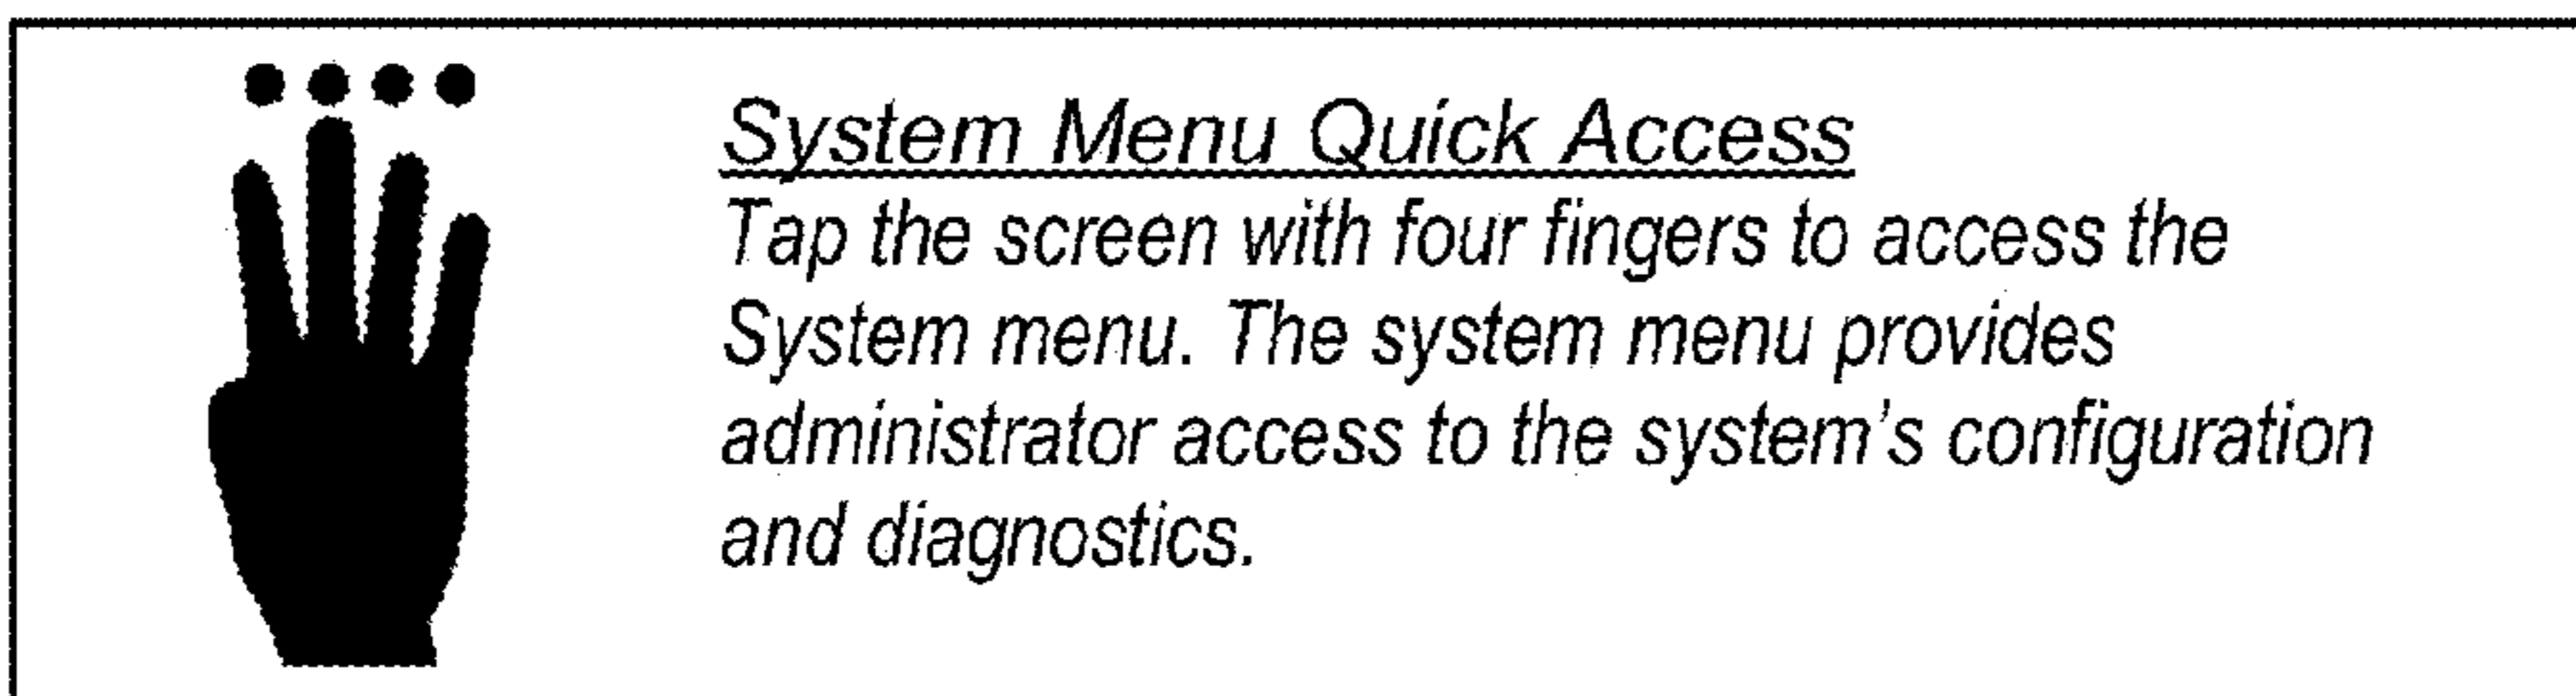 System Menu Quick Access
Tap the screen with four fingers to access the
System menu. The system menu provides
administrator access to the system's configuration
and diagnostics.